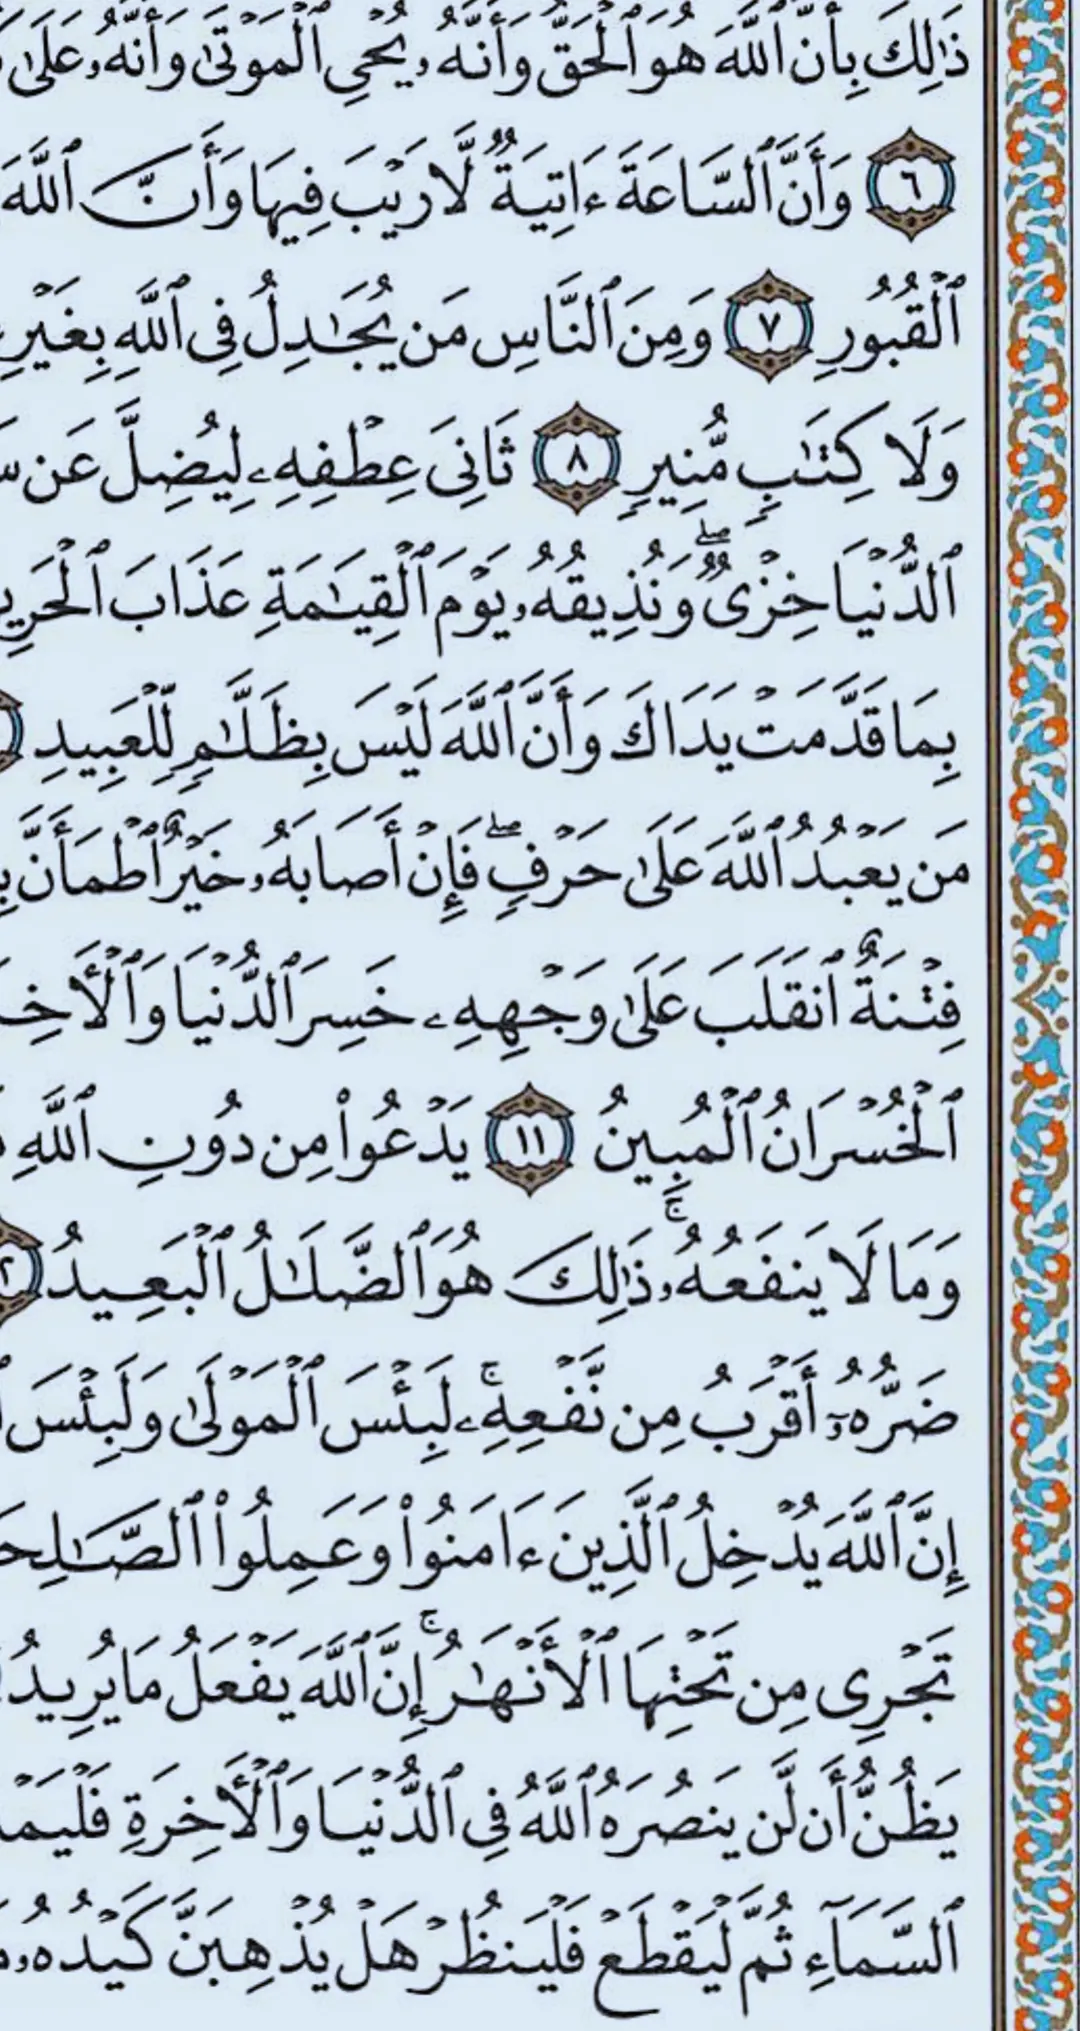 ذَٰلِكَ بِأَنَّ ٱللَّهَ هُوَ ٱلْحَقُّ وَأَنَّهُۥ يُحْىِ ٱلْمَوْتَىٰ وَأَنَّهُۥ عَلَىٰ
٦ وَأَنَّ ٱلسَّاعَةَ ءَاتِيَةٌ لَّا رَيْبَ فِيهَا وَأَنَّ ٱللَّهَ
ٱلْقُبُورِ ٧ وَمِنَ ٱلنَّاسِ مَن يُجَٰدِلُ فِى ٱللَّهِ بِغَيْرِ
وَلَا كِتَٰبٍ مُّنِيرٍ ٨ ثَانِىَ عِطْفِهِۦ لِيُضِلَّ عَن
ٱلدُّنْيَا خِزْىٌ ۖ وَنُذِيقُهُۥ يَوْمَ ٱلْقِيَٰمَةِ عَذَابَ
بِمَا قَدَّمَتْ يَدَاكَ وَأَنَّ ٱللَّهَ لَيْسَ بِظَلَّٰمٍ لِّلْعَبِيدِ
مَن يَعْبُدُ ٱللَّهَ عَلَىٰ حَرْفٍ ۖ فَإِنْ أَصَابَهُۥ خَيْرٌ ٱطْمَأَنَّ
فِتْنَةٌ ٱنقَلَبَ عَلَىٰ وَجْهِهِۦ خَسِرَ ٱلدُّنْيَا
ٱلْخُسْرَانُ ٱلْمُبِينُ ١١ يَدْعُوا۟ مِن دُونِ ٱللَّهِ
وَمَا لَا يَنفَعُهُۥ ۚ ذَٰلِكَ هُوَ ٱلضَّلَٰلُ ٱلْبَعِيدُ
ضَرُّهُۥٓ أَقْرَبُ مِن نَّفْعِهِۦ ۚ لَبِئْسَ ٱلْمَوْلَىٰ وَلَبِئْسَ
إِنَّ ٱللَّهَ يُدْخِلُ ٱلَّذِينَ ءَامَنُوا۟ وَعَمِلُوا۟
تَجْرِى مِن تَحْتِهَا ٱلْأَنْهَٰرُ ۚ إِنَّ ٱللَّهَ يَفْعَلُ مَا يُرِيدُ
يَظُنُّ أَن لَّن يَنصُرَهُ ٱللَّهُ فِى ٱلدُّنْيَا وَٱلْأَخِرَةِ
ٱلسَّمَآءِ ثُمَّ لْيَقْطَعْ فَلْيَنظُرْ هَلْ يُذْهِبَنَّ كَيْدُهُۥ